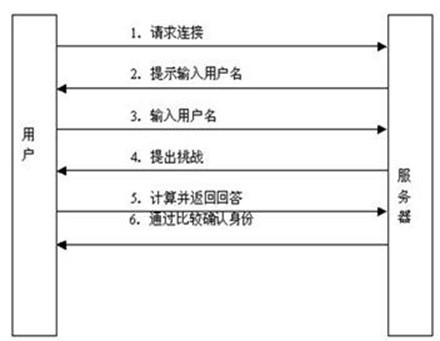 1. 请求连接
2. 提示输入用户名
3. 输入用户名
4. 提出挑战
5. 计算并返回回答
6. 通过比较确认身份
用户
服务器